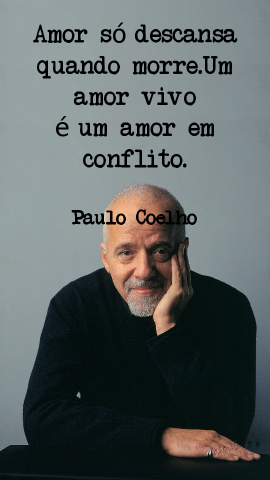 Amor só descansa
quando morre.Um
amor vivo
é um amor em
conflito.
Paulo Coelho